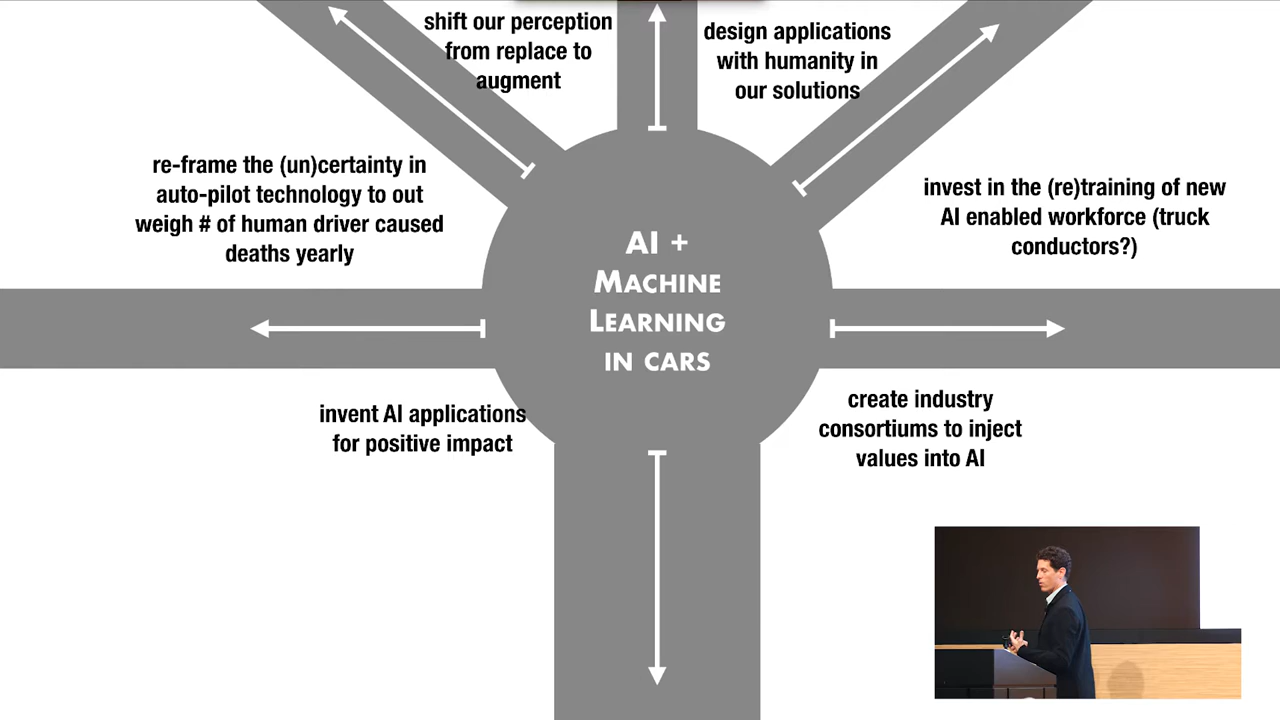 shift our perception
from replace to
augment
design applications
with humanity in
our solutions
re-frame the (un)certainty in
auto-pilot technology to out
weigh # of human driver caused
deaths yearly
invest in the (re)training of new
AI enabled workforce (truck
conductors?)
AI +
MACHINE
LEARNING
IN CARS
invent AI applications
for positive impact
create industry
consortiums to inject
values into AI